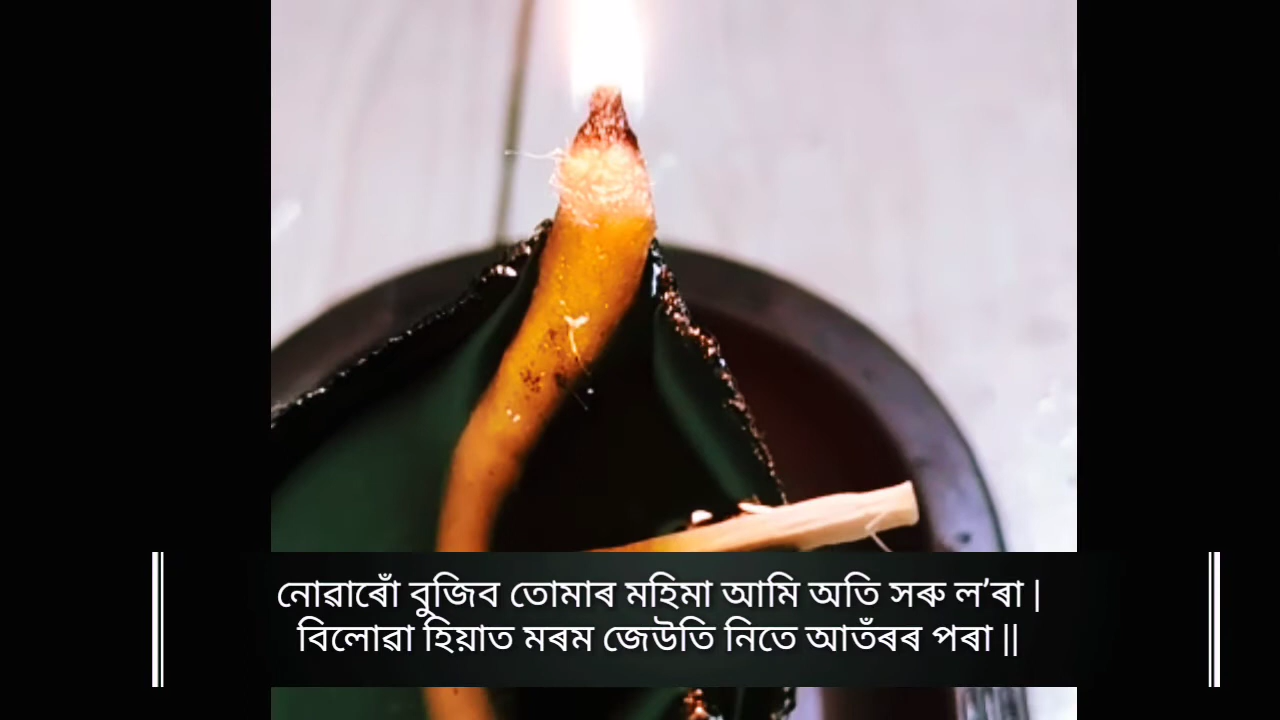 নোৱাৰোঁ বুজিব তোমাৰ মহিমা আমি অতি সৰু ল’ৰা |
বিলোৱা হিয়াত মৰম জেউতি নিতে আতঁৰৰ পৰা ||